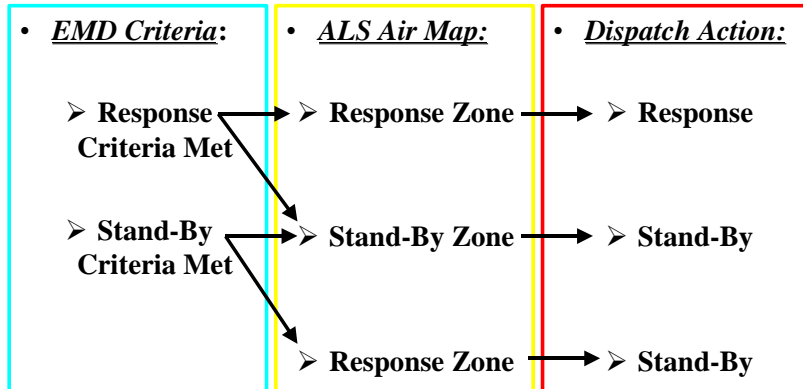 • EMD Criteria:
➢ Response
Criteria Met
➢ Stand-By
Criteria Met
• ALS Air Map:
➢ Response Zone
➢ Stand-By Zone
➢ Response Zone
• Dispatch Action:
➢ Response
➢ Stand-By
➢ Stand-By